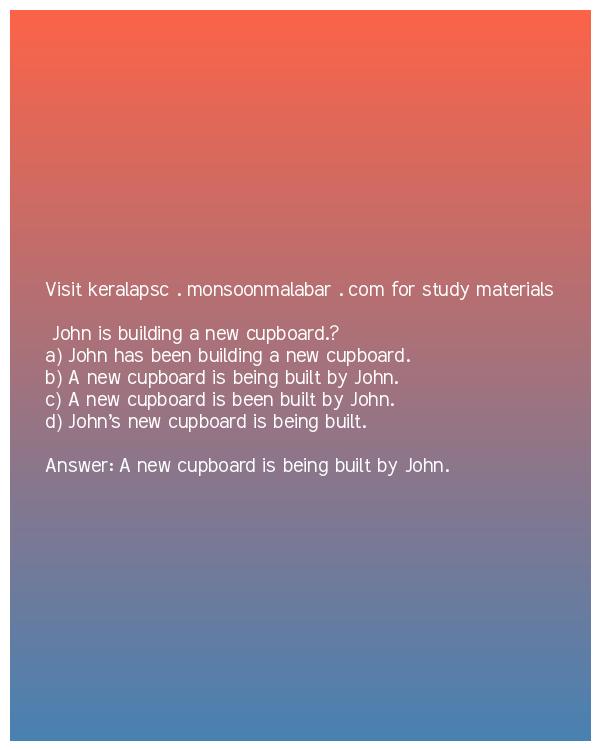 Visit keralapsc . monsoonmalabar . com for study materials
John is building a new cupboard.?
a) John has been building a new cupboard.
b) A new cupboard is being built by John.
c) A new cupboard is been built by John.
d) John’s new cupboard is being built.
Answer: A new cupboard is being built by John.